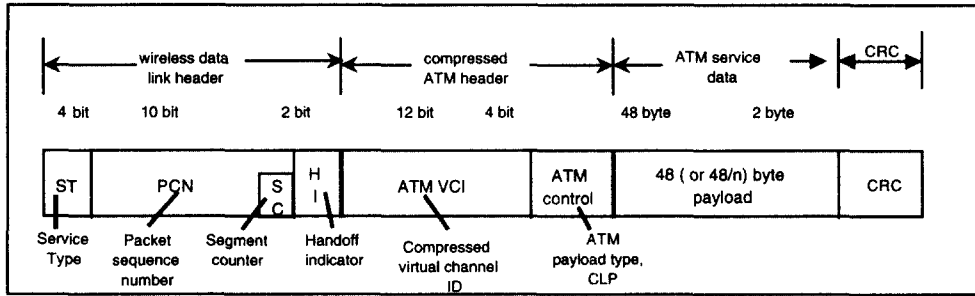 wireless data
link header
compressed
ATM header
ATM service
data
CRC
4 bit 10 bit 2 bit 12 bit 4 bit 48 byte 2 byte
ST
PCN
S
C
H
I
ATM VCI
ATM
control
48 ( or 48/n) byte
payload
CRC
Service
Type
Packet
sequence
number
Segment
counter
Handoff
indicator
Compressed
virtual channel
ID
ATM
payload type,
CLP